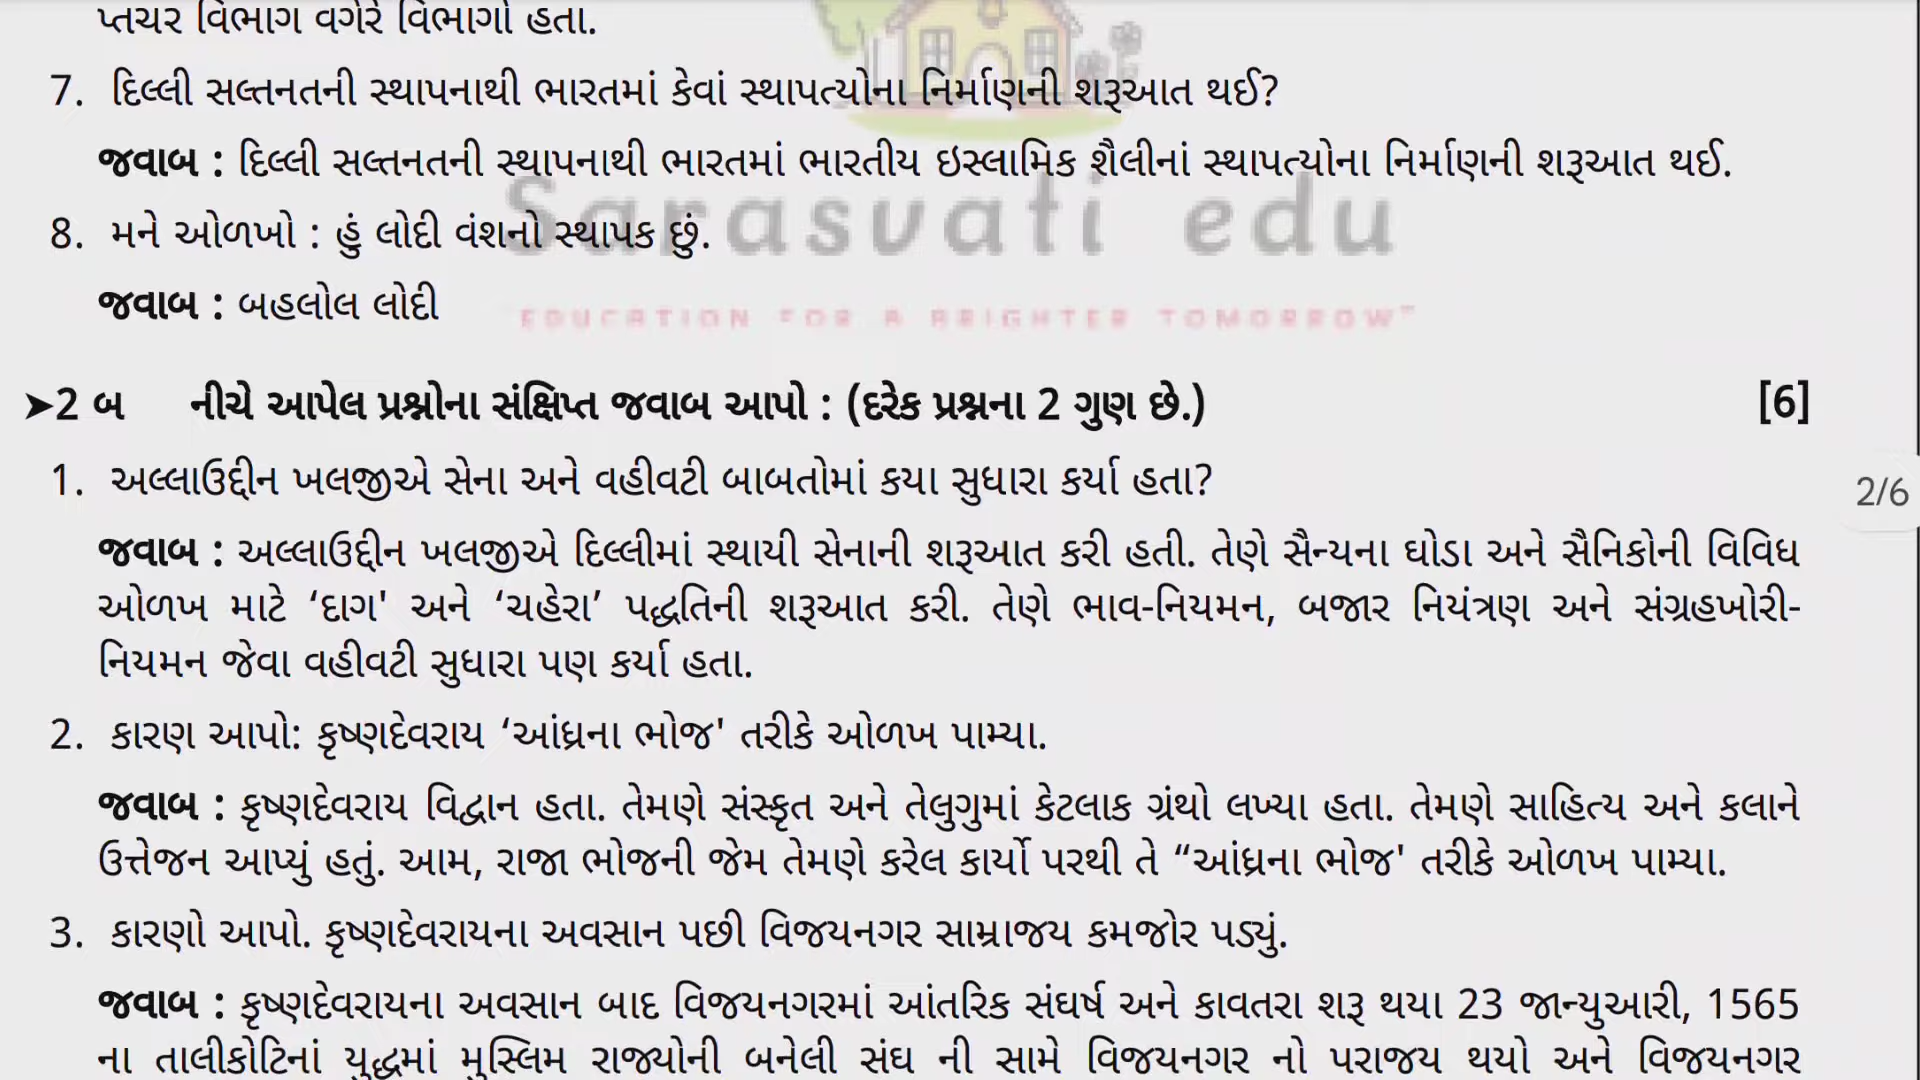 પ્તચર વિભાગ વગેરે વિભાગો હતા.
7. દિલ્લી સલ્તનતની સ્થાપનાથી ભારતમાં કેવાં સ્થાપત્યોના નિર્માણની શરૂઆત થઈ?
જવાબ : દિલ્લી સલ્તનતની સ્થાપનાથી ભારતમાં ભારતીય ઇસ્લામિક શૈલીનાં સ્થાપત્યોના નિર્માણની શરૂઆત થઈ.
Sarasvati edu
8. મને ઓળખો : હું લોદી વંશનો સ્થાપક છું.
જવાબ : બહલોલ લોદી
"EDUCATION FOR A BRIGHTER TOMORROW"
➤2 બ નીચે આપેલ પ્રશ્નોના સંક્ષિપ્ત જવાબ આપો : (દરેક પ્રશ્નના 2 ગુણ છે.) [6]
1. અલ્લાઉદ્દીન ખલજીએ સેના અને વહીવટી બાબતોમાં કયા સુધારા કર્યા હતા?
2/6
જવાબ : અલ્લાઉદ્દીન ખલજીએ દિલ્લીમાં સ્થાયી સેનાની શરૂઆત કરી હતી. તેણે સૈન્યના ઘોડા અને સૈનિકોની વિવિધ
ઓળખ માટે ‘દાગ' અને ‘ચહેરા’ પદ્ધતિની શરૂઆત કરી. તેણે ભાવ-નિયમન, બજાર નિયંત્રણ અને સંગ્રહખોરી-
નિયમન જેવા વહીવટી સુધારા પણ કર્યા હતા.
2. કારણ આપો: કૃષ્ણદેવરાય ‘આંધ્રના ભોજ' તરીકે ઓળખ પામ્યા.
જવાબ : કૃષ્ણદેવરાય વિદ્વાન હતા. તેમણે સંસ્કૃત અને તેલુગુમાં કેટલાક ગ્રંથો લખ્યા હતા. તેમણે સાહિત્ય અને કલાને
ઉત્તેજન આપ્યું હતું. આમ, રાજા ભોજની જેમ તેમણે કરેલ કાર્યો પરથી તે “આંધ્રના ભોજ' તરીકે ઓળખ પામ્યા.
3. કારણો આપો. કૃષ્ણદેવરાયના અવસાન પછી વિજયનગર સામ્રાજય કમજોર પડ્યું.
જવાબ : કૃષ્ણદેવરાયના અવસાન બાદ વિજયનગરમાં આંતરિક સંઘર્ષ અને કાવતરા શરૂ થયા 23 જાન્યુઆરી, 1565
ના તાલીકોટિનાં યુદ્ધમાં મુસ્લિમ રાજ્યોની બનેલી સંઘ ની સામે વિજયનગર નો પરાજય થયો અને વિજયનગર